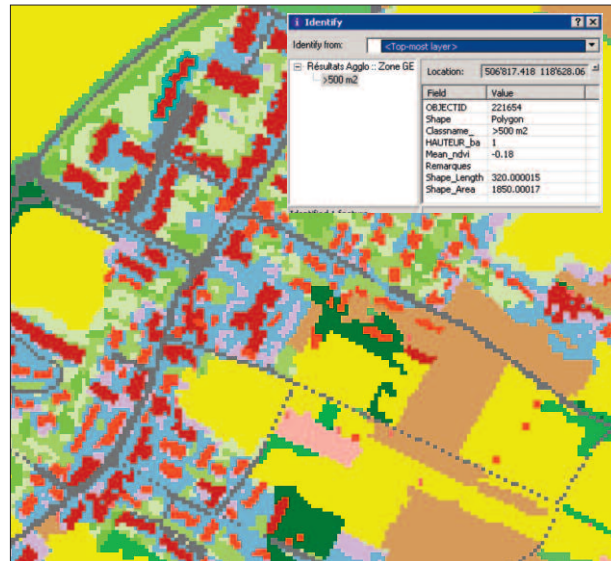 Identify
Identify from: <Top-most layer>
Résultats Agglo :: Zone GE
>500 m2
Location: 506'817.418 118'628.06
Field Value
OBJECTID 221654
Shape Polygon
Classname_ >500 m2
HAUTEUR_ba 1
Mean_ndvi -0.18
Remarques
Shape_Length 320.000015
Shape_Area 1850.00017